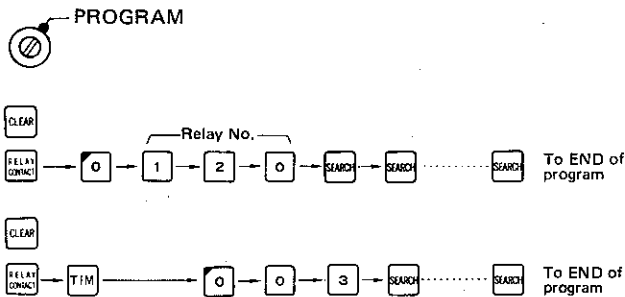 PROGRAM
CLEAR
Relay No.
RELAY CONTACT 0 1 2 0 SEARCH SEARCH SEARCH To END of program
CLEAR
RELAY CONTACT TIM 0 0 3 SEARCH SEARCH To END of program